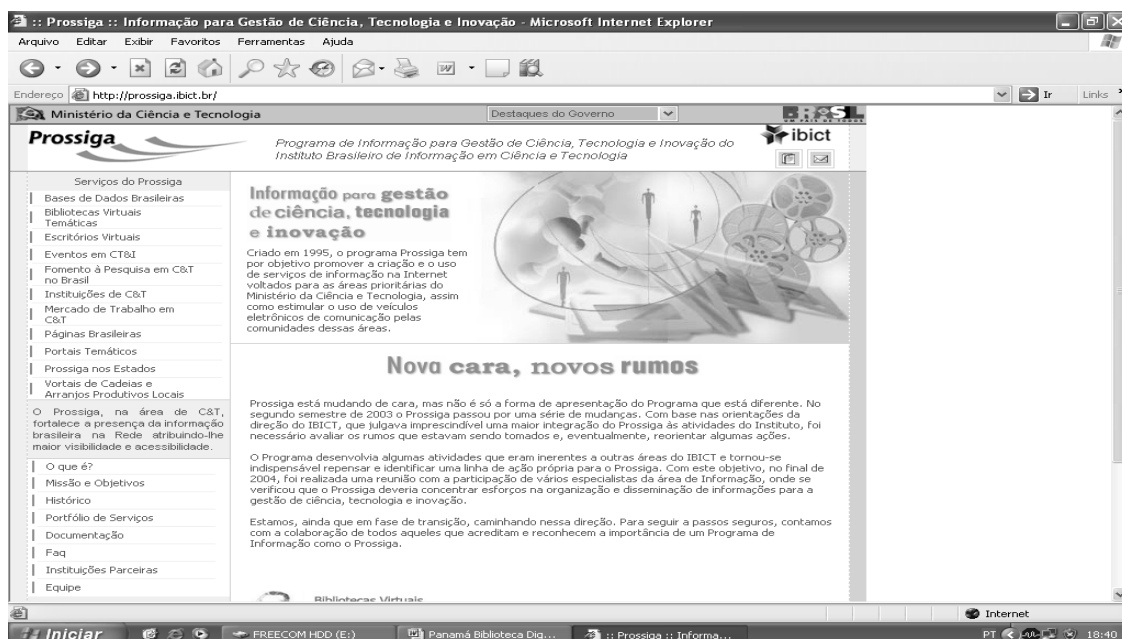 :: Prossiga :: Informação para Gestão de Ciência, Tecnologia e Inovação - Microsoft Internet Explorer
Arquivo Editar Exibir Favoritos Ferramentas Ajuda
Endereço http://prossiga.ibict.br/ Ir Links
Ministério da Ciência e Tecnologia Destaques do Governo BRASIL
UM PAÍS DE TODOS
Prossiga
Programa de Informação para Gestão de Ciência, Tecnologia e Inovação do
Instituto Brasileiro de Informação em Ciência e Tecnologia
ibict
Serviços do Prossiga
Bases de Dados Brasileiras
Bibliotecas Virtuais
Temáticas
Escritórios Virtuais
Eventos em CT&I
Fomento à Pesquisa em C&T
no Brasil
Instituições de C&T
Mercado de Trabalho em
C&T
Páginas Brasileiras
Portais Temáticos
Prossiga nos Estados
Vortais de Cadeias e
Arranjos Produtivos Locais
O Prossiga, na área de C&T,
fortalece a presença da informação
brasileira na Rede atribuindo-lhe
maior visibilidade e acessibilidade.
O que é?
Missão e Objetivos
Histórico
Portfólio de Serviços
Documentação
Faq
Instituições Parceiras
Equipe
Informação para gestão
de ciência, tecnologia
e inovação
Criado em 1995, o programa Prossiga tem
por objetivo promover a criação e o uso
de serviços de informação na Internet
voltados para as áreas prioritárias do
Ministério da Ciência e Tecnologia, assim
como estimular o uso de veículos
eletrônicos de comunicação pelas
comunidades dessas áreas.
Nova cara, novos rumos
Prossiga está mudando de cara, mas não é só a forma de apresentação do Programa que está diferente. No
segundo semestre de 2003 o Prossiga passou por uma série de mudanças. Com base nas orientações da
direção do IBICT, que julgava imprescindível uma maior integração do Prossiga às atividades do Instituto, foi
necessário avaliar os rumos que estavam sendo tomados e, eventualmente, reorientar algumas ações.
O Programa desenvolvia algumas atividades que eram inerentes a outras áreas do IBICT e tornou-se
indispensável repensar e identificar uma linha de ação própria para o Prossiga. Com este objetivo, no final de
2004, foi realizada uma reunião com a participação de vários especialistas da área de Informação, onde se
verificou que o Prossiga deveria concentrar esforços na organização e disseminação de informações para a
gestão de ciência, tecnologia e inovação.
Estamos, ainda que em fase de transição, caminhando nessa direção. Para seguir a passos seguros, contamos
com a colaboração de todos aqueles que acreditam e reconhecem a importância de um Programa de
Informação como o Prossiga.
Bibliotecas Virtuais
Internet
Iniciar FREECOM HDD (E:) Panamá Biblioteca Dig... :: Prossiga :: Informa... PT 18:40